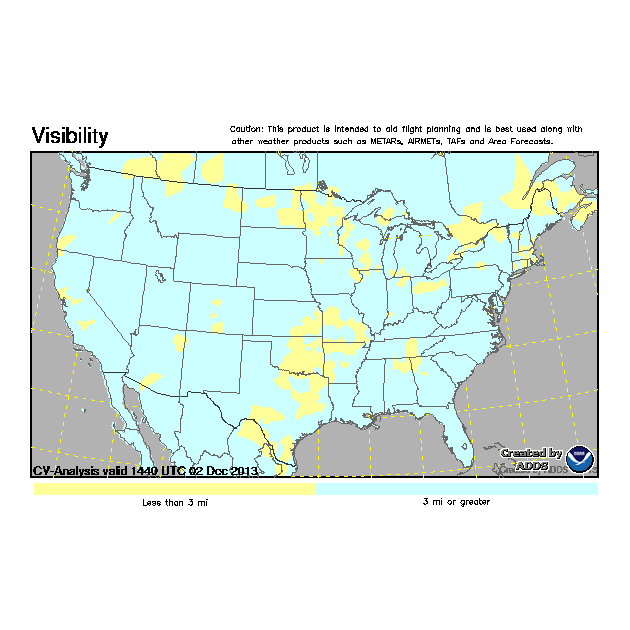 Visibility
Caution: This product is intended to aid flight planning and is best used along with
other weather products such as METARs, AIRMETs, TAFs and Area Forecasts.
Created by
ADDS
CV-Analysis valid 1440 UTC 02 Dec 2013
Less than 3 mi
3 mi or greater